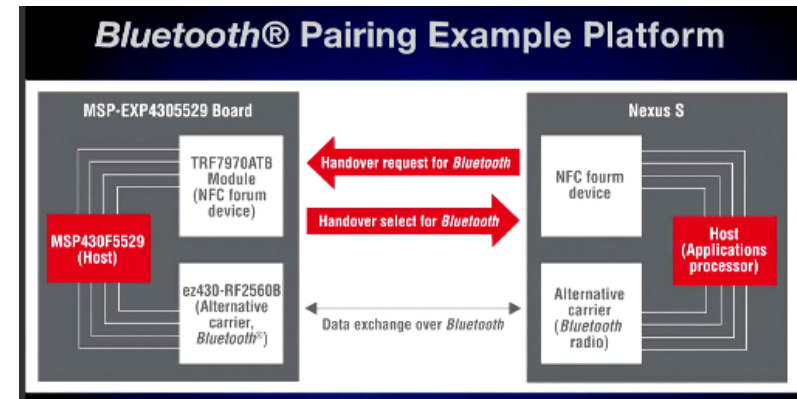 Bluetooth® Pairing Example Platform
MSP-EXP4305529 Board
Nexus S
TRF7970ATB
Module
(NFC forum
device)
MSP430F5529
(Host)
ez430-RF2560B
(Alternative
carrier,
Bluetooth®)
Handover request for Bluetooth
Handover select for Bluetooth
Data exchange over Bluetooth
NFC fourm
device
Host
(Applications
processor)
Alternative
carrier
(Bluetooth
radio)